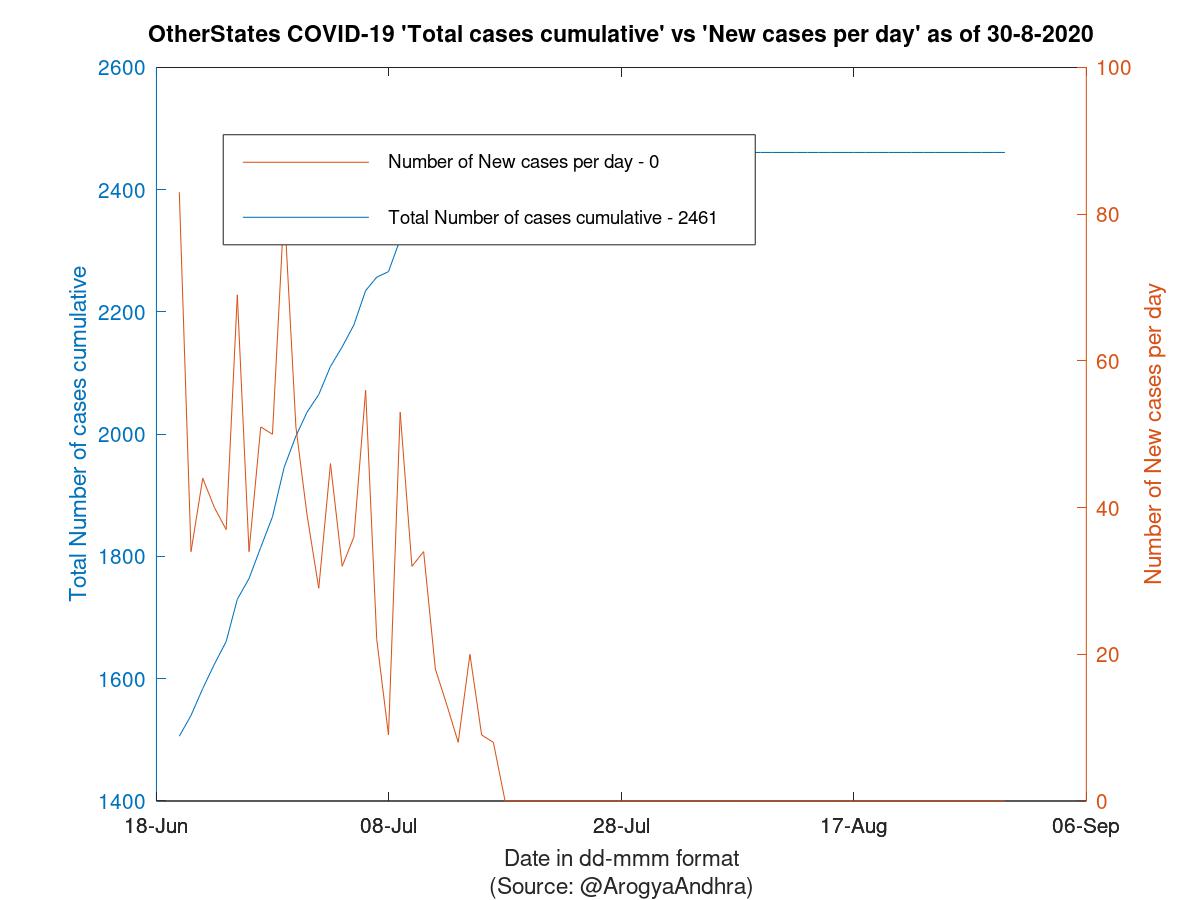 OtherStates COVID-19 'Total cases cumulative' vs 'New cases per day' as of 30-8-2020
2600
2400
2200
2000
1800
1600
1400
Total Number of cases cumulative
100
80
60
40
20
0
Number of New cases per day
Number of New cases per day - 0
Total Number of cases cumulative - 2461
18-Jun
08-Jul
28-Jul
17-Aug
06-Sep
Date in dd-mmm format
(Source: @ArogyaAndhra)